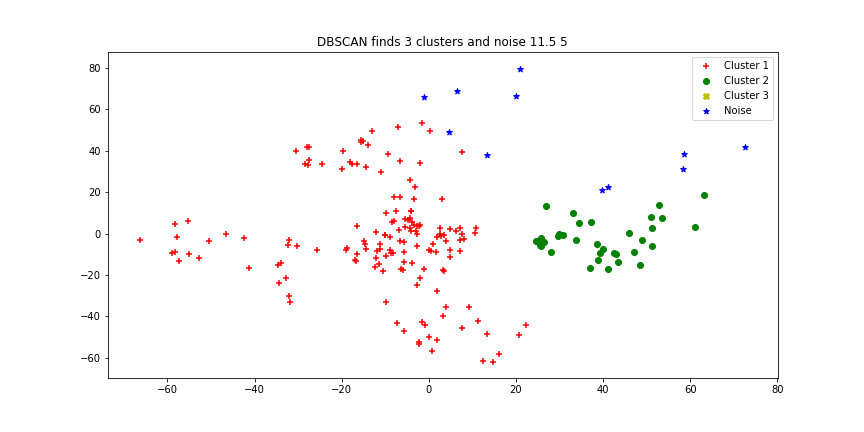 DBSCAN finds 3 clusters and noise 11.5 5
Cluster 1
Cluster 2
Cluster 3
Noise
80
60
40
20
0
−20
−40
−60
−60 −40 −20 0 20 40 60 80